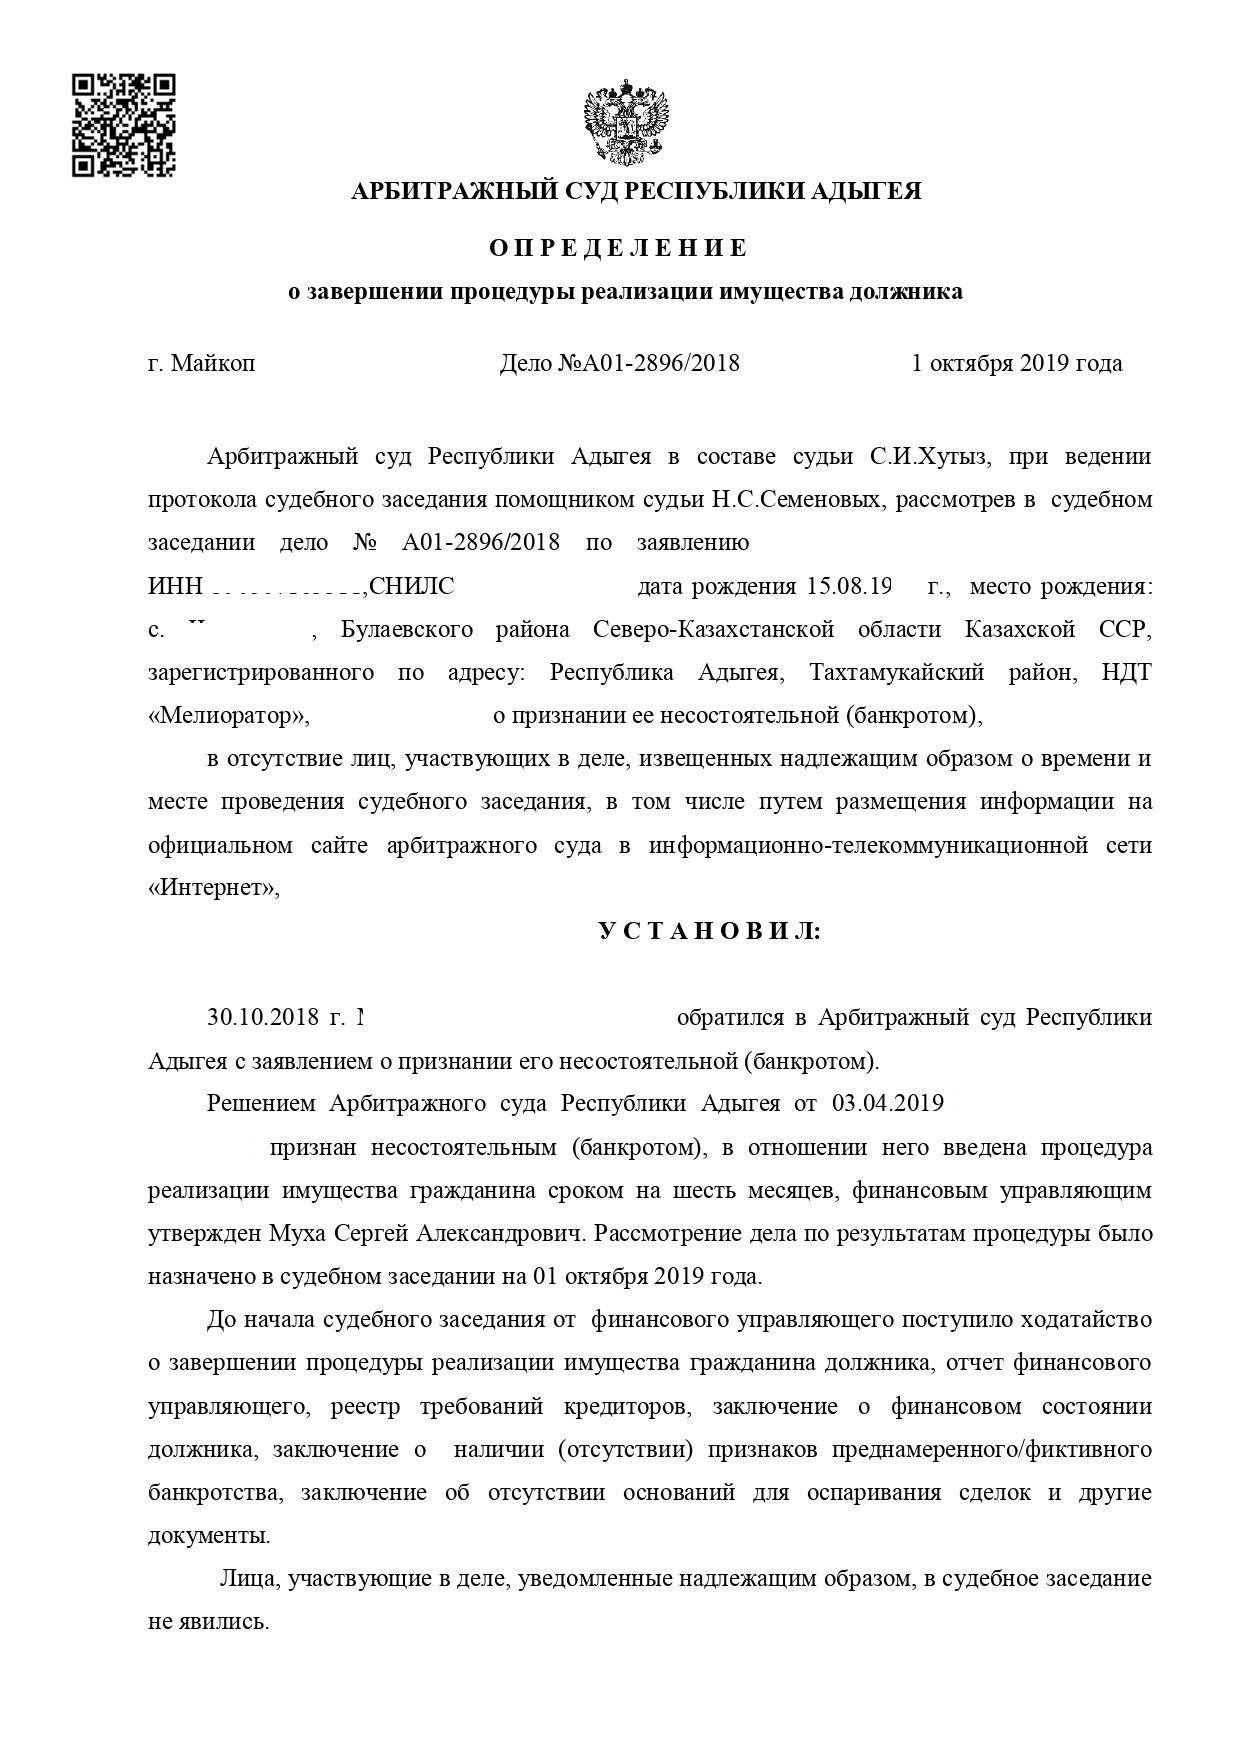 АРБИТРАЖНЫЙ СУД РЕСПУБЛИКИ АДЫГЕЯ
О П Р Е Д Е Л Е Н И Е
о завершении процедуры реализации имущества должника
г. Майкоп Дело №А01-2896/2018 1 октября 2019 года
Арбитражный суд Республики Адыгея в составе судьи С.И.Хутыз, при ведении
протокола судебного заседания помощником судьи Н.С.Семеновых, рассмотрев в судебном
заседании дело № А01-2896/2018 по заявлению
ИНН ,СНИЛС дата рождения 15.08.19 г., место рождения:
с. , Булаевского района Северо-Казахстанской области Казахской ССР,
зарегистрированного по адресу: Республика Адыгея, Тахтамукайский район, НДТ
«Мелиоратор», о признании ее несостоятельной (банкротом),
в отсутствие лиц, участвующих в деле, извещенных надлежащим образом о времени и
месте проведения судебного заседания, в том числе путем размещения информации на
официальном сайте арбитражного суда в информационно-телекоммуникационной сети
«Интернет»,
У С Т А Н О В И Л:
30.10.2018 г. обратился в Арбитражный суд Республики
Адыгея с заявлением о признании его несостоятельной (банкротом).
Решением Арбитражного суда Республики Адыгея от 03.04.2019
признан несостоятельным (банкротом), в отношении него введена процедура
реализации имущества гражданина сроком на шесть месяцев, финансовым управляющим
утвержден Муха Сергей Александрович. Рассмотрение дела по результатам процедуры было
назначено в судебном заседании на 01 октября 2019 года.
До начала судебного заседания от финансового управляющего поступило ходатайство
о завершении процедуры реализации имущества гражданина должника, отчет финансового
управляющего, реестр требований кредиторов, заключение о финансовом состоянии
должника, заключение о наличии (отсутствии) признаков преднамеренного/фиктивного
банкротства, заключение об отсутствии оснований для оспаривания сделок и другие
документы.
Лица, участвующие в деле, уведомленные надлежащим образом, в судебное заседание
не явились.